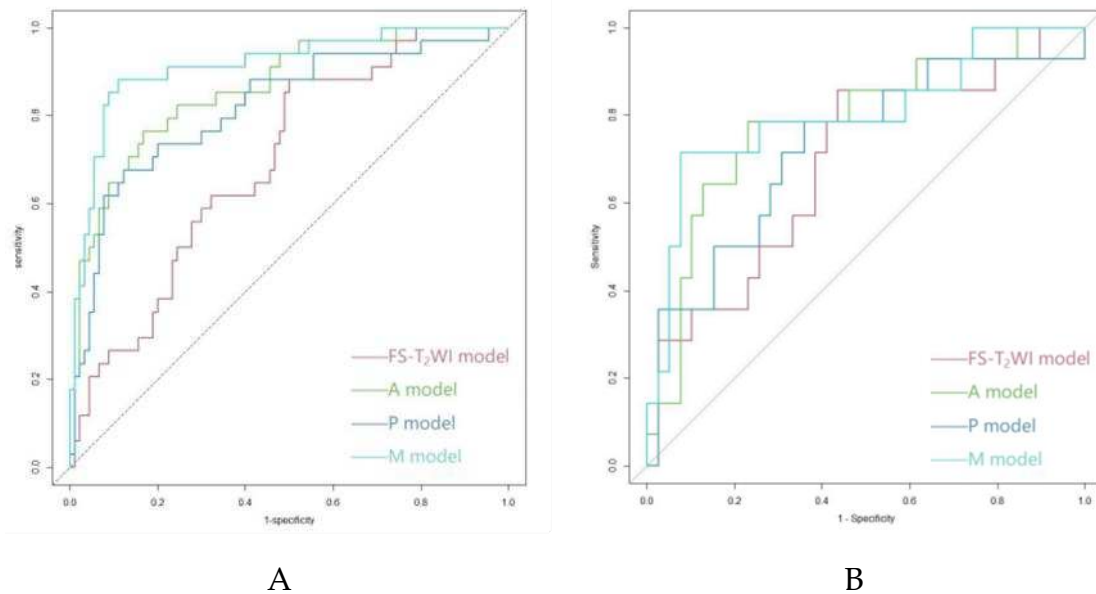 1.0
0.8
0.6
0.4
0.2
0.0
sensitivity
0.0 0.2 0.4 0.6 0.8 1.0
1-specificity
FS-T₂WI model
A model
P model
M model
A
1.0
0.8
0.6
0.4
0.2
0.0
Sensitivity
0.0 0.2 0.4 0.6 0.8 1.0
1 - Specificity
FS-T₂WI model
A model
P model
M model
B